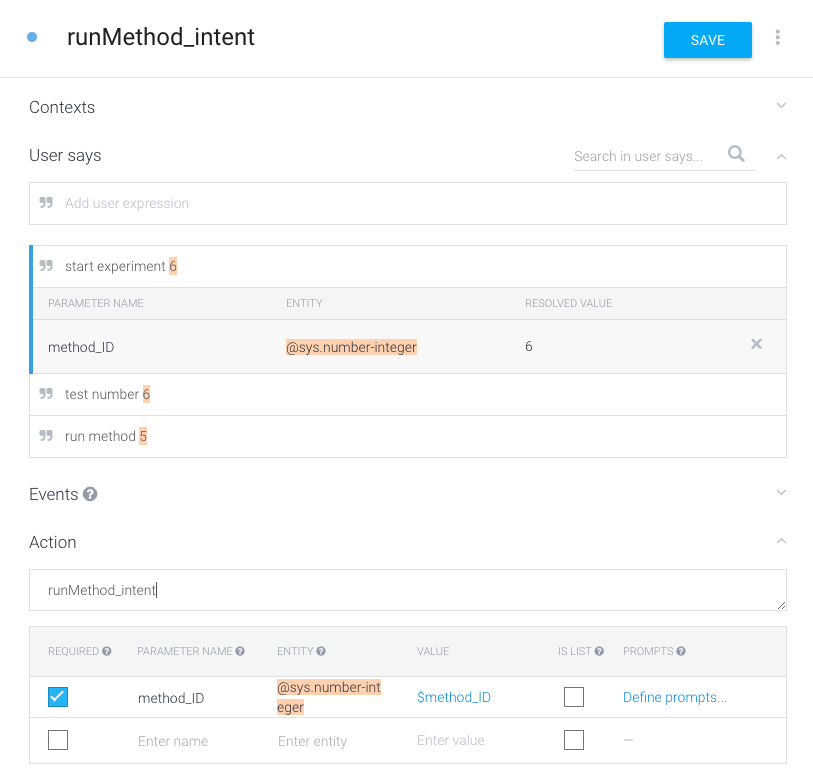 runMethod_intent
SAVE
Contexts
User says
Search in user says...
Add user expression
start experiment 6
PARAMETER NAME ENTITY RESOLVED VALUE
method_ID @sys.number-integer 6
test number 6
run method 5
Events
Action
runMethod_intent
REQUIRED PARAMETER NAME ENTITY VALUE IS LIST PROMPTS
method_ID @sys.number-int
eger $method_ID Define prompts...
Enter name Enter entity Enter value —